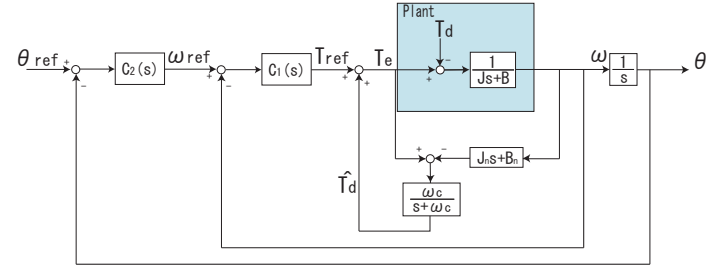 Plant
θ ref + − C₂(s) ω ref + − C₁(s) Tref + + Te + Td − 1/(Js+B) ω 1/s θ
+ − Jₙs+Bₙ
T̂d ωc/(s+ωc)